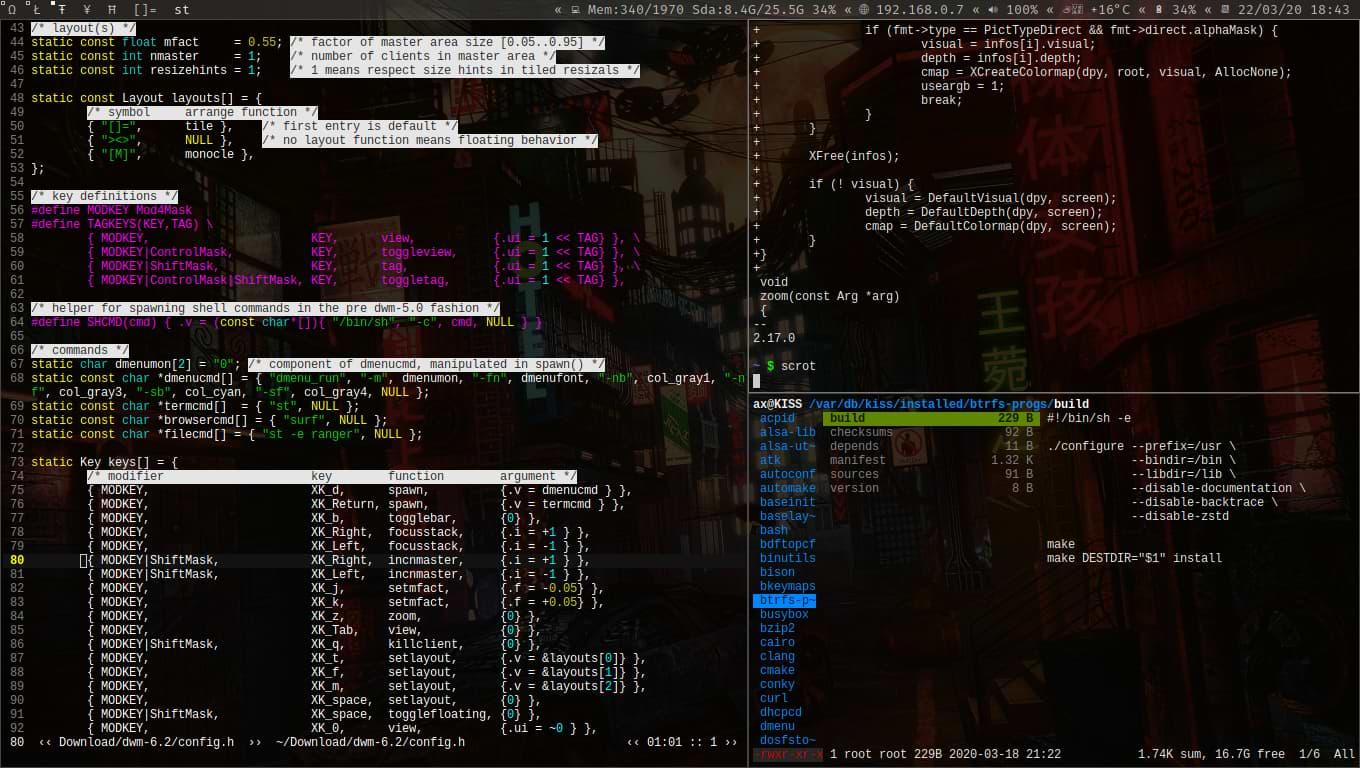 Ω Ł Ŧ ¥ Ħ []= st
« Mem:340/1970 Sda:8.4G/25.5G 34% « 192.168.0.7 « 100% « +16°C « 34% « 22/03/20 18:43
43 /* layout(s) */
44 static const float mfact     = 0.55; /* factor of master area size [0.05..0.95] */
45 static const int nmaster     = 1;    /* number of clients in master area */
46 static const int resizehints = 1;    /* 1 means respect size hints in tiled resizals */
47
48 static const Layout layouts[] = {
49         /* symbol     arrange function */
50         { "[]=",      tile },    /* first entry is default */
51         { "><>",      NULL },    /* no layout function means floating behavior */
52         { "[M]",      monocle },
53 };
54
55 /* key definitions */
56 #define MODKEY Mod4Mask
57 #define TAGKEYS(KEY,TAG) \
58         { MODKEY,                       KEY,      view,           {.ui = 1 << TAG} }, \
59         { MODKEY|ControlMask,           KEY,      toggleview,     {.ui = 1 << TAG} }, \
60         { MODKEY|ShiftMask,             KEY,      tag,            {.ui = 1 << TAG} }, \
61         { MODKEY|ControlMask|ShiftMask, KEY,      toggletag,      {.ui = 1 << TAG} },
62
63 /* helper for spawning shell commands in the pre dwm-5.0 fashion */
64 #define SHCMD(cmd) { .v = (const char*[]){ "/bin/sh", "-c", cmd, NULL } }
65
66 /* commands */
67 static char dmenumon[2] = "0"; /* component of dmenucmd, manipulated in spawn() */
68 static const char *dmenucmd[] = { "dmenu_run", "-m", dmenumon, "-fn", dmenufont, "-nb", col_gray1, "-n
f", col_gray3, "-sb", col_cyan, "-sf", col_gray4, NULL };
69 static const char *termcmd[]  = { "st", NULL };
70 static const char *browsercmd[] = { "surf", NULL };
71 static const char *filecmd[] = { "st -e ranger", NULL };
72
73 static Key keys[] = {
74         /* modifier                     key        function        argument */
75         { MODKEY,                       XK_d,      spawn,          {.v = dmenucmd } },
76         { MODKEY,                       XK_Return, spawn,          {.v = termcmd } },
77         { MODKEY,                       XK_b,      togglebar,      {0} },
78         { MODKEY,                       XK_Right,  focusstack,     {.i = +1 } },
79         { MODKEY,                       XK_Left,   focusstack,     {.i = -1 } },
80         { MODKEY|ShiftMask,             XK_Right,  incnmaster,     {.i = +1 } },
81         { MODKEY|ShiftMask,             XK_Left,   incnmaster,     {.i = -1 } },
82         { MODKEY,                       XK_j,      setmfact,       {.f = -0.05} },
83         { MODKEY,                       XK_k,      setmfact,       {.f = +0.05} },
84         { MODKEY,                       XK_z,      zoom,           {0} },
85         { MODKEY,                       XK_Tab,    view,           {0} },
86         { MODKEY|ShiftMask,             XK_q,      killclient,     {0} },
87         { MODKEY,                       XK_t,      setlayout,      {.v = &layouts[0]} },
88         { MODKEY,                       XK_f,      setlayout,      {.v = &layouts[1]} },
89         { MODKEY,                       XK_m,      setlayout,      {.v = &layouts[2]} },
90         { MODKEY,                       XK_space,  setlayout,      {0} },
91         { MODKEY|ShiftMask,             XK_space,  togglefloating, {0} },
92         { MODKEY,                       XK_0,      view,           {.ui = ~0 } },
80  ‹‹ Download/dwm-6.2/config.h  ››  ~/Download/dwm-6.2/config.h                       ‹‹ 01:01 :: 1 ››
+               if (fmt->type == PictTypeDirect && fmt->direct.alphaMask) {
+                       visual = infos[i].visual;
+                       depth = infos[i].depth;
+                       cmap = XCreateColormap(dpy, root, visual, AllocNone);
+                       useargb = 1;
+                       break;
+               }
+       }
+
+       XFree(infos);
+
+       if (! visual) {
+               visual = DefaultVisual(dpy, screen);
+               depth = DefaultDepth(dpy, screen);
+               cmap = DefaultColormap(dpy, screen);
+       }
+}
+
void
zoom(const Arg *arg)
{
--
2.17.0
~ $ scrot
王
苑
体
孩
ax@KISS /var/db/kiss/installed/btrfs-progs/build
acpid
alsa-lib
alsa-ut~
atk
autoconf
automake
baseinit
baselay~
bash
bdftopcf
binutils
bison
bkeymaps
btrfs-p~
busybox
bzip2
cairo
clang
cmake
conky
curl
dhcpcd
dmenu
dosfsto~
build 229 B
checksums 92 B
depends 11 B
manifest 1.32 K
sources 91 B
version 8 B
#!/bin/sh -e
./configure --prefix=/usr \
            --bindir=/bin \
            --libdir=/lib \
            --disable-documentation \
            --disable-backtrace \
            --disable-zstd
make
make DESTDIR="$1" install
-rwxr-xr-x 1 root root 229B 2020-03-18 21:22 1.74K sum, 16.7G free 1/6 All